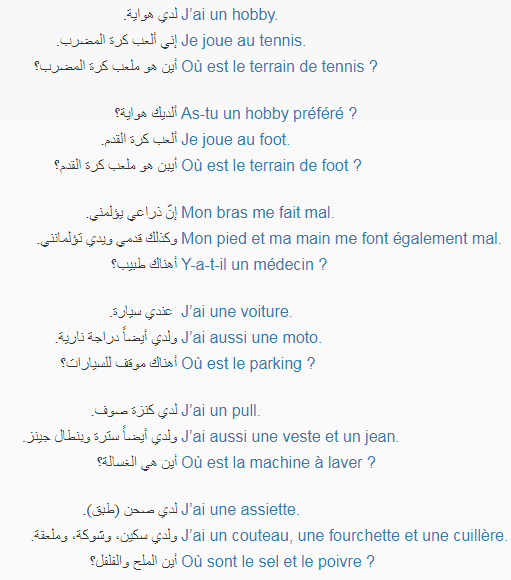 لدي هواية. J'ai un hobby.
إني ألعب كرة المضرب. Je joue au tennis.
أين هو ملعب كرة المضرب؟ Où est le terrain de tennis ?
ألديك هواية؟ As-tu un hobby préféré ?
ألعب كرة القدم. Je joue au foot.
أيين هو ملعب كرة القدم؟ Où est le terrain de foot ?
إنّ ذراعي يؤلمني. Mon bras me fait mal.
وكذلك قدمي ويدي تؤلمانني. Mon pied et ma main me font également mal.
أهناك طبيب؟ Y-a-t-il un médecin ?
عندي سيارة. J'ai une voiture.
ولدي أيضاً دراجة نارية. J'ai aussi une moto.
أهناك موقف للسيارات؟ Où est le parking ?
لدي كنزة صوف. J'ai un pull.
ولدي أيضاً سترة وبنطال جينز. J'ai aussi une veste et un jean.
أين هي الغسالة؟ Où est la machine à laver ?
لدي صحن (طبق). J'ai une assiette.
ولدي سكين، وشوكة، وملعقة. J'ai un couteau, une fourchette et une cuillère.
أين الملح والفلفل؟ Où sont le sel et le poivre ?